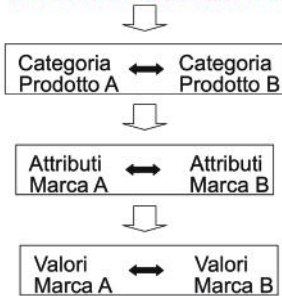 Categoria Categoria
Prodotto A Prodotto B
Attributi Attributi
Marca A Marca B
Valori Valori
Marca A Marca B